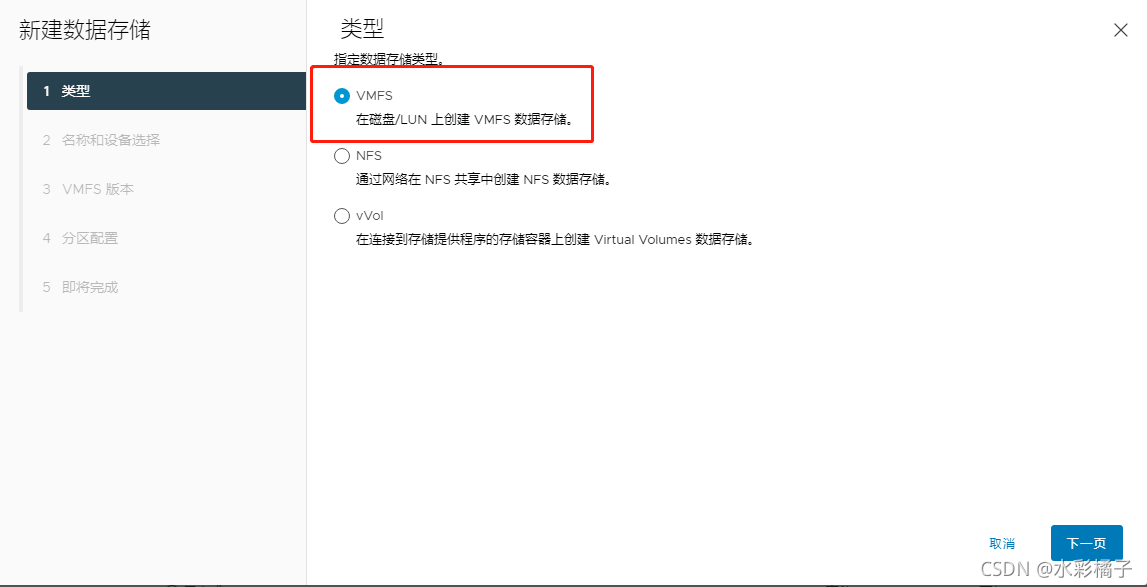 新建数据存储
1 类型
2 名称和设备选择
3 VMFS 版本
4 分区配置
5 即将完成
类型
指定数据存储类型。
VMFS
在磁盘/LUN 上创建 VMFS 数据存储。
NFS
通过网络在 NFS 共享中创建 NFS 数据存储。
vVol
在连接到存储提供程序的存储容器上创建 Virtual Volumes 数据存储。
取消
下一页
CSDN @水彩橘子